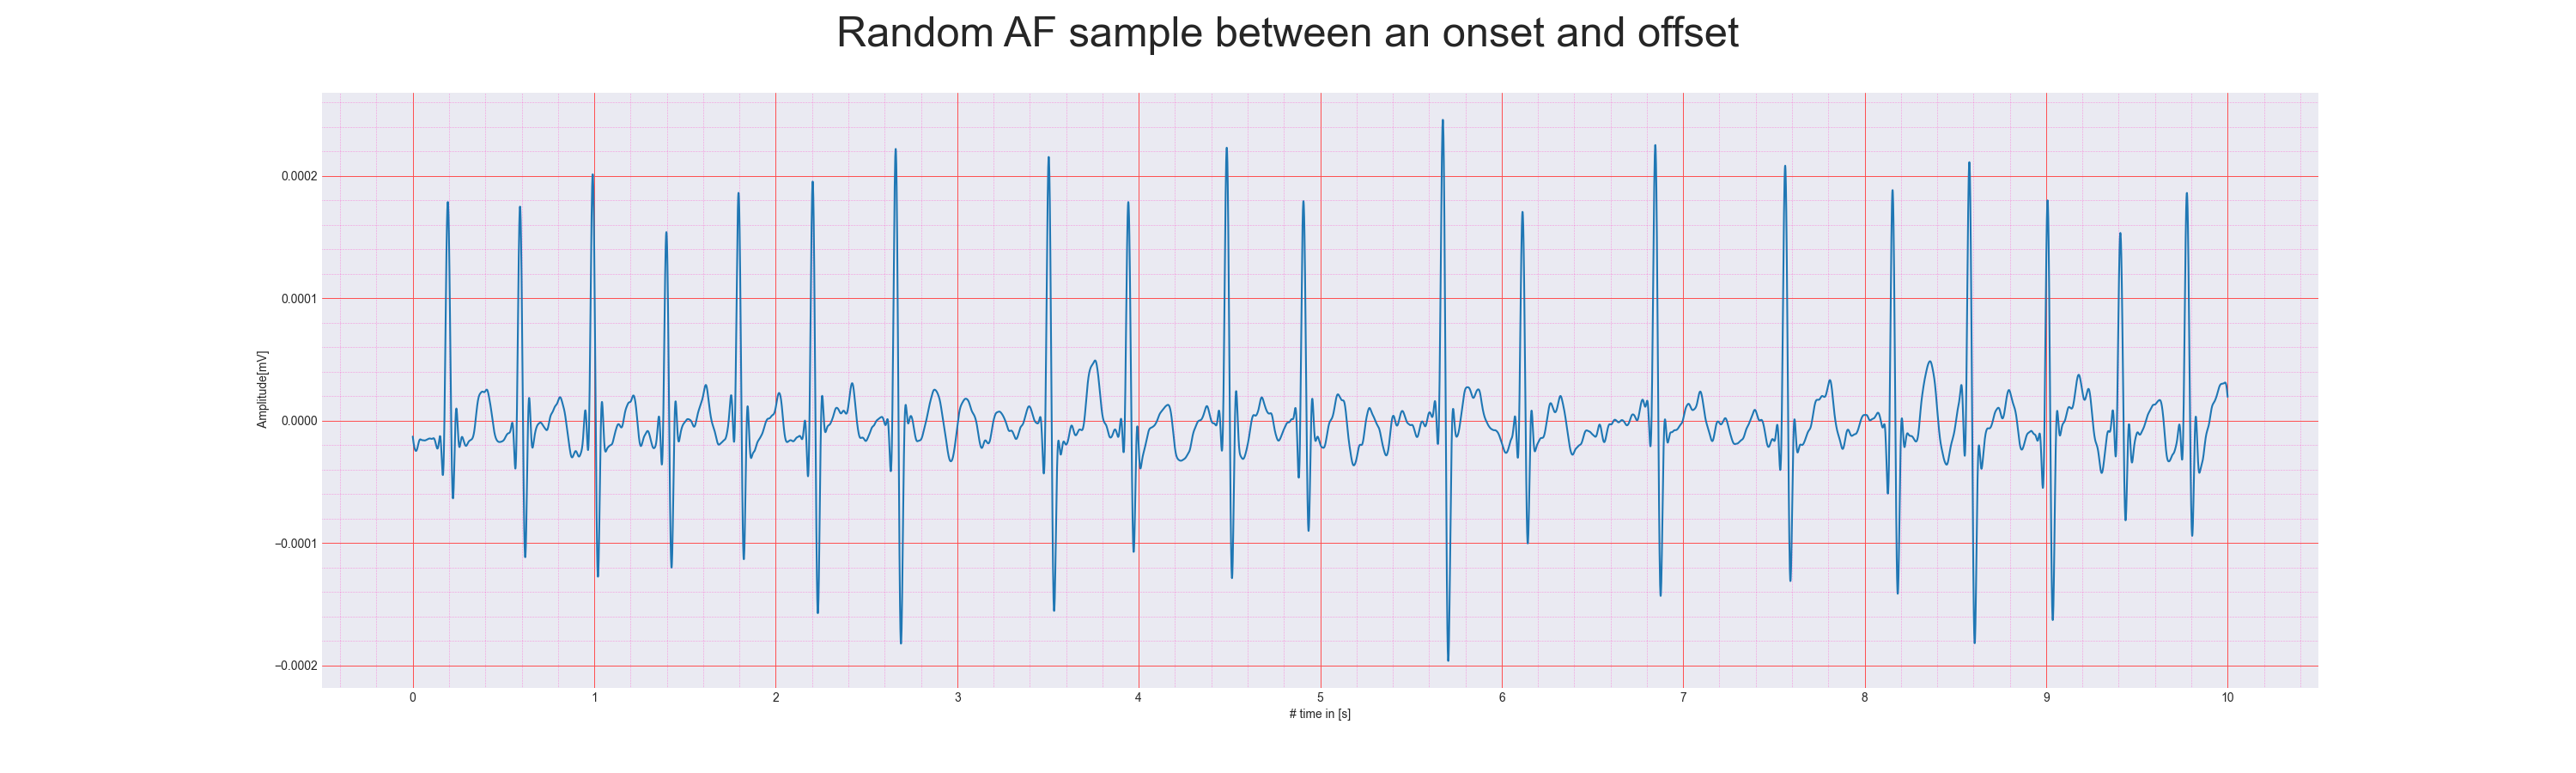 Random AF sample between an onset and offset
0.0002
0.0001
0.0000
−0.0001
−0.0002
Amplitude[mV]
0 1 2 3 4 5 6 7 8 9 10
# time in [s]